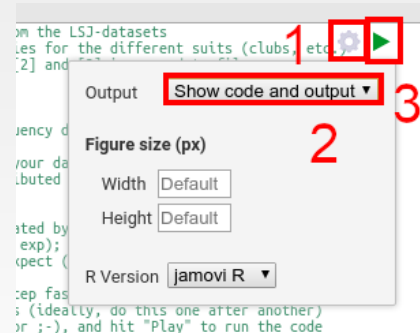 om the LSJ-datasets
les for the different suits (clubs, etc.)
[2] and
1
3
Output Show code and output
2
uency d
Figure size (px)
your da
ibuted
Width Default
Height Default
ated by
exp);
xpect (
R Version jamovi R
tep fas
s (ideally, do this one after another)
or ;-), and hit "Play" to run the code